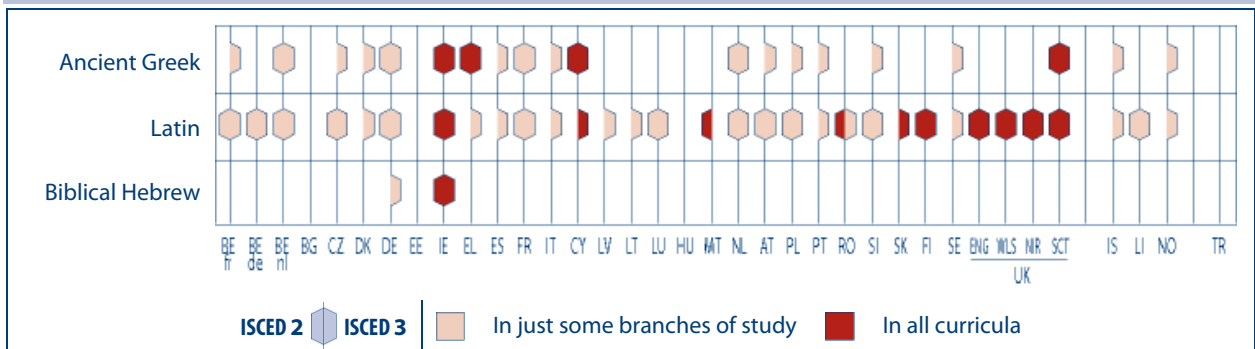 Ancient Greek
Latin
Biblical Hebrew
BE BE BE BG CZ DK DE EE IE EL ES FR IT CY LV LT LU HU MT NL AT PL PT RO SI SK FI SE ENG WLS NIR SCT IS LI NO TR
fr de nl
UK
ISCED 2 ISCED 3 In just some branches of study In all curricula